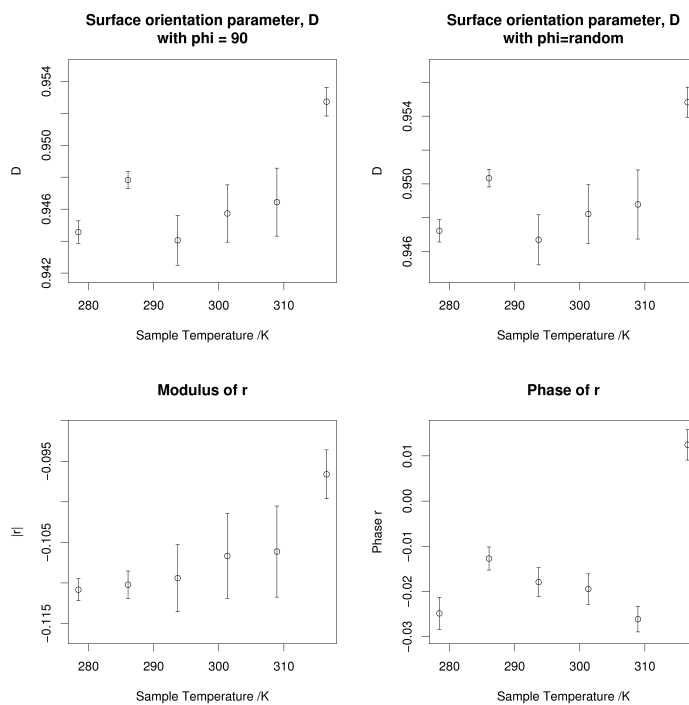 Surface orientation parameter, D
with phi = 90
0.954
0.950
0.946
0.942
D
280 290 300 310
Sample Temperature /K
Surface orientation parameter, D
with phi=random
0.954
0.950
0.946
D
280 290 300 310
Sample Temperature /K
Modulus of r
−0.095
−0.105
−0.115
|r|
280 290 300 310
Sample Temperature /K
Phase of r
0.01
0.00
−0.01
−0.02
−0.03
Phase r
280 290 300 310
Sample Temperature /K